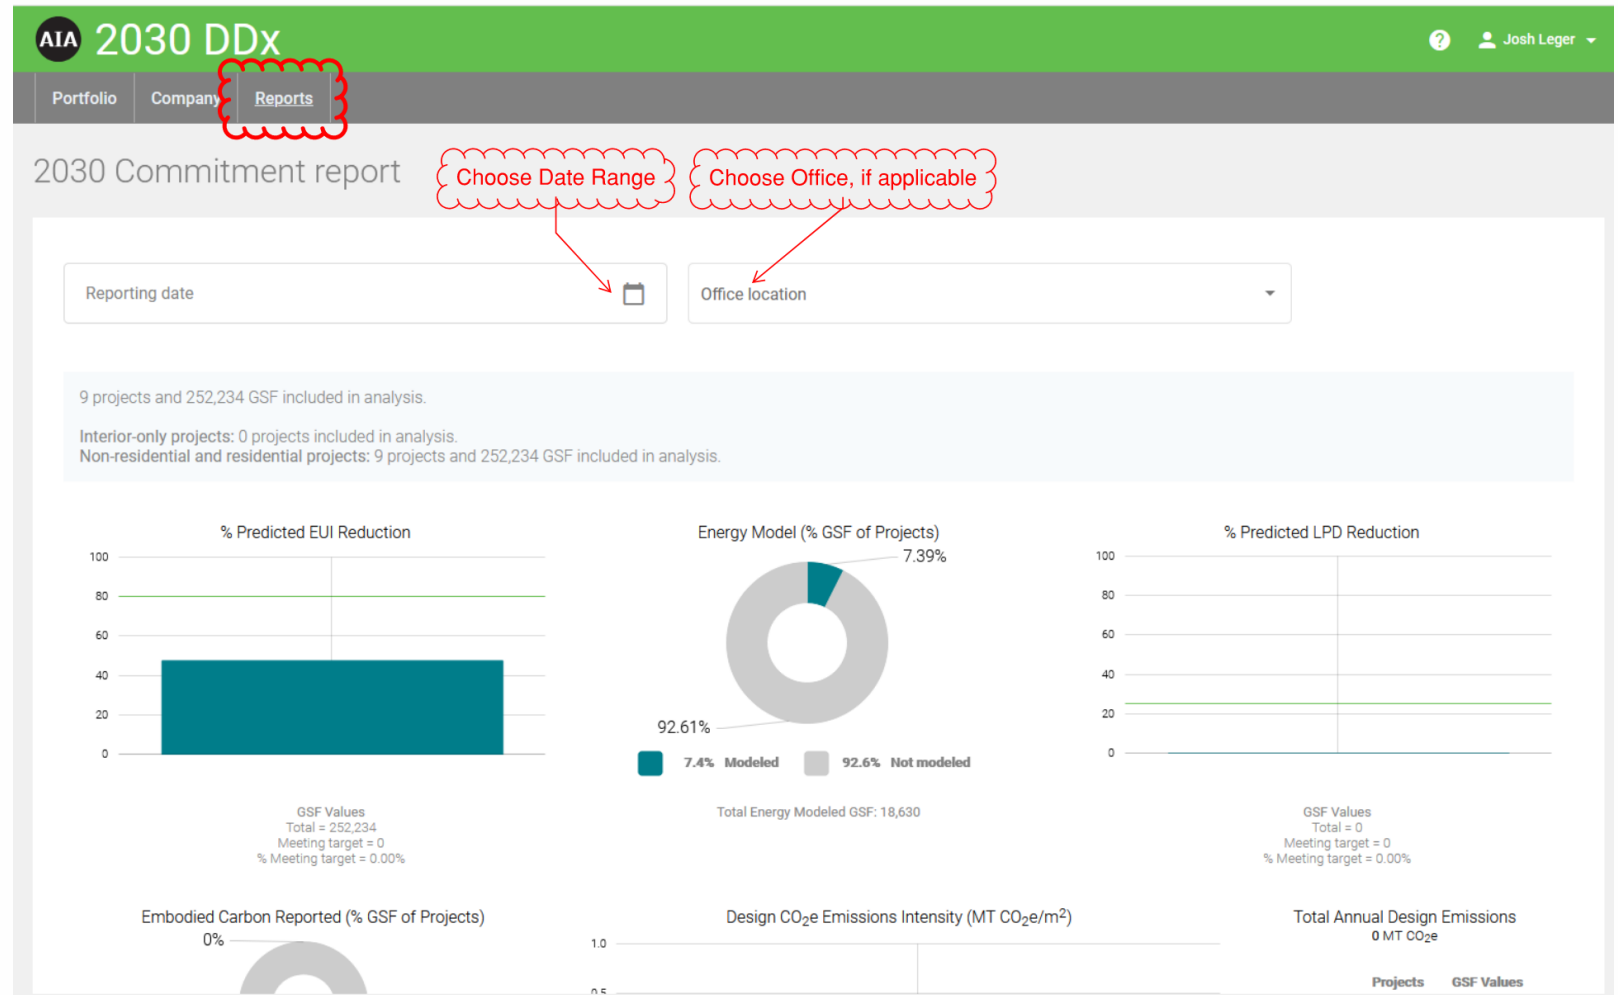 AIA 2030 DDx
Josh Leger
Portfolio Company Reports
2030 Commitment report
Choose Date Range
Choose Office, if applicable
Reporting date
Office location
9 projects and 252,234 GSF included in analysis.
Interior-only projects: 0 projects included in analysis.
Non-residential and residential projects: 9 projects and 252,234 GSF included in analysis.
% Predicted EUI Reduction
100
80
60
40
20
0
GSF Values
Total = 252,234
Meeting target = 0
% Meeting target = 0.00%
Energy Model (% GSF of Projects)
7.39%
92.61%
7.4% Modeled 92.6% Not modeled
Total Energy Modeled GSF: 18,630
% Predicted LPD Reduction
100
80
60
40
20
0
GSF Values
Total = 0
Meeting target = 0
% Meeting target = 0.00%
Embodied Carbon Reported (% GSF of Projects)
0%
Design CO₂e Emissions Intensity (MT CO₂e/m²)
1.0
0.5
Total Annual Design Emissions
0 MT CO₂e
Projects GSF Values